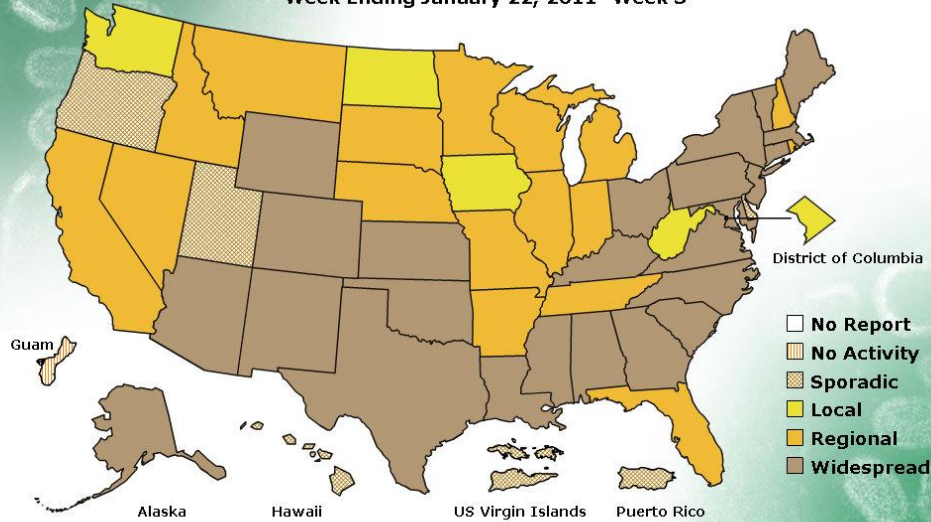 Week Ending January 22, 2011- Week 3
District of Columbia
Guam
No Report
No Activity
Sporadic
Local
Regional
Widespread
Alaska
Hawaii
US Virgin Islands
Puerto Rico